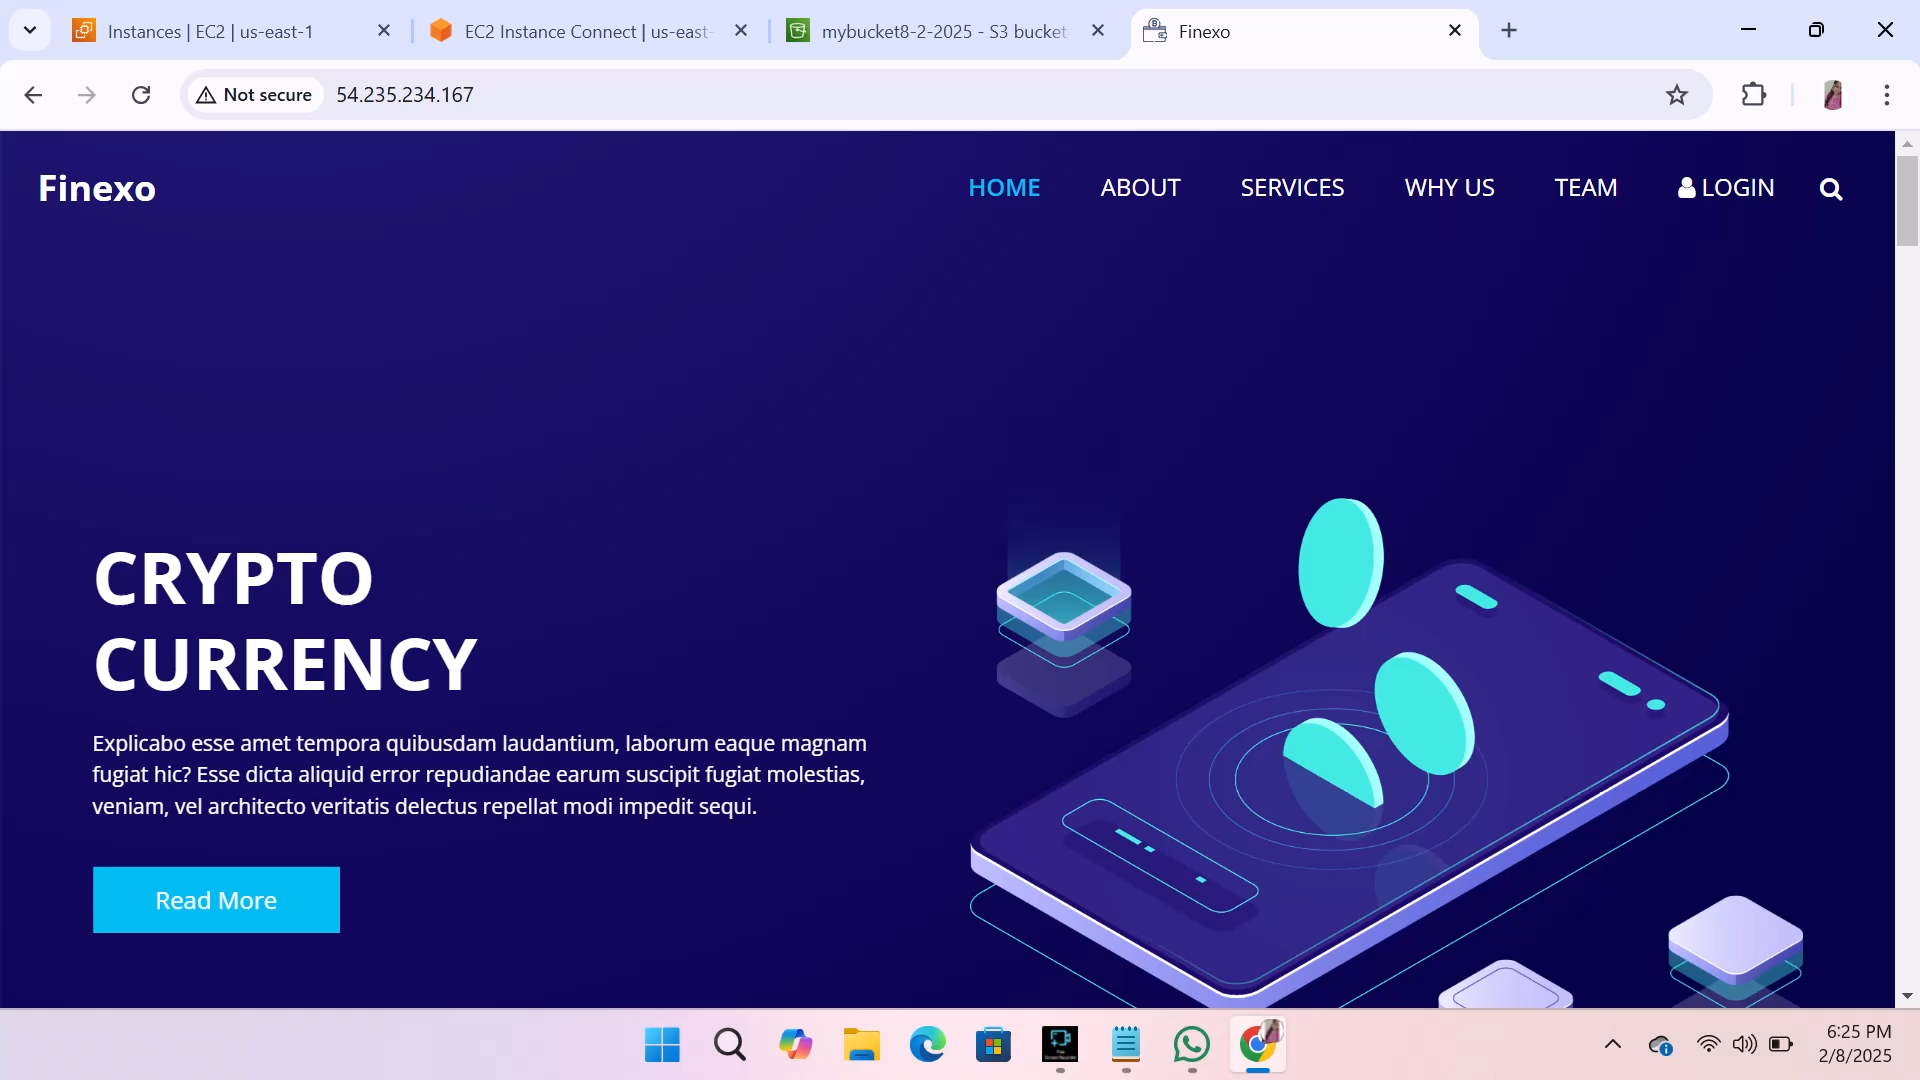 Instances | EC2 | us-east-1
EC2 Instance Connect | us-east-
mybucket8-2-2025 - S3 bucket
Finexo
Not secure
54.235.234.167
Finexo
HOME
ABOUT
SERVICES
WHY US
TEAM
LOGIN
CRYPTO
CURRENCY
Explicabo esse amet tempora quibusdam laudantium, laborum eaque magnam
fugiat hic? Esse dicta aliquid error repudiandae earum suscipit fugiat molestias,
veniam, vel architecto veritatis delectus repellat modi impedit sequi.
Read More
6:25 PM
2/8/2025